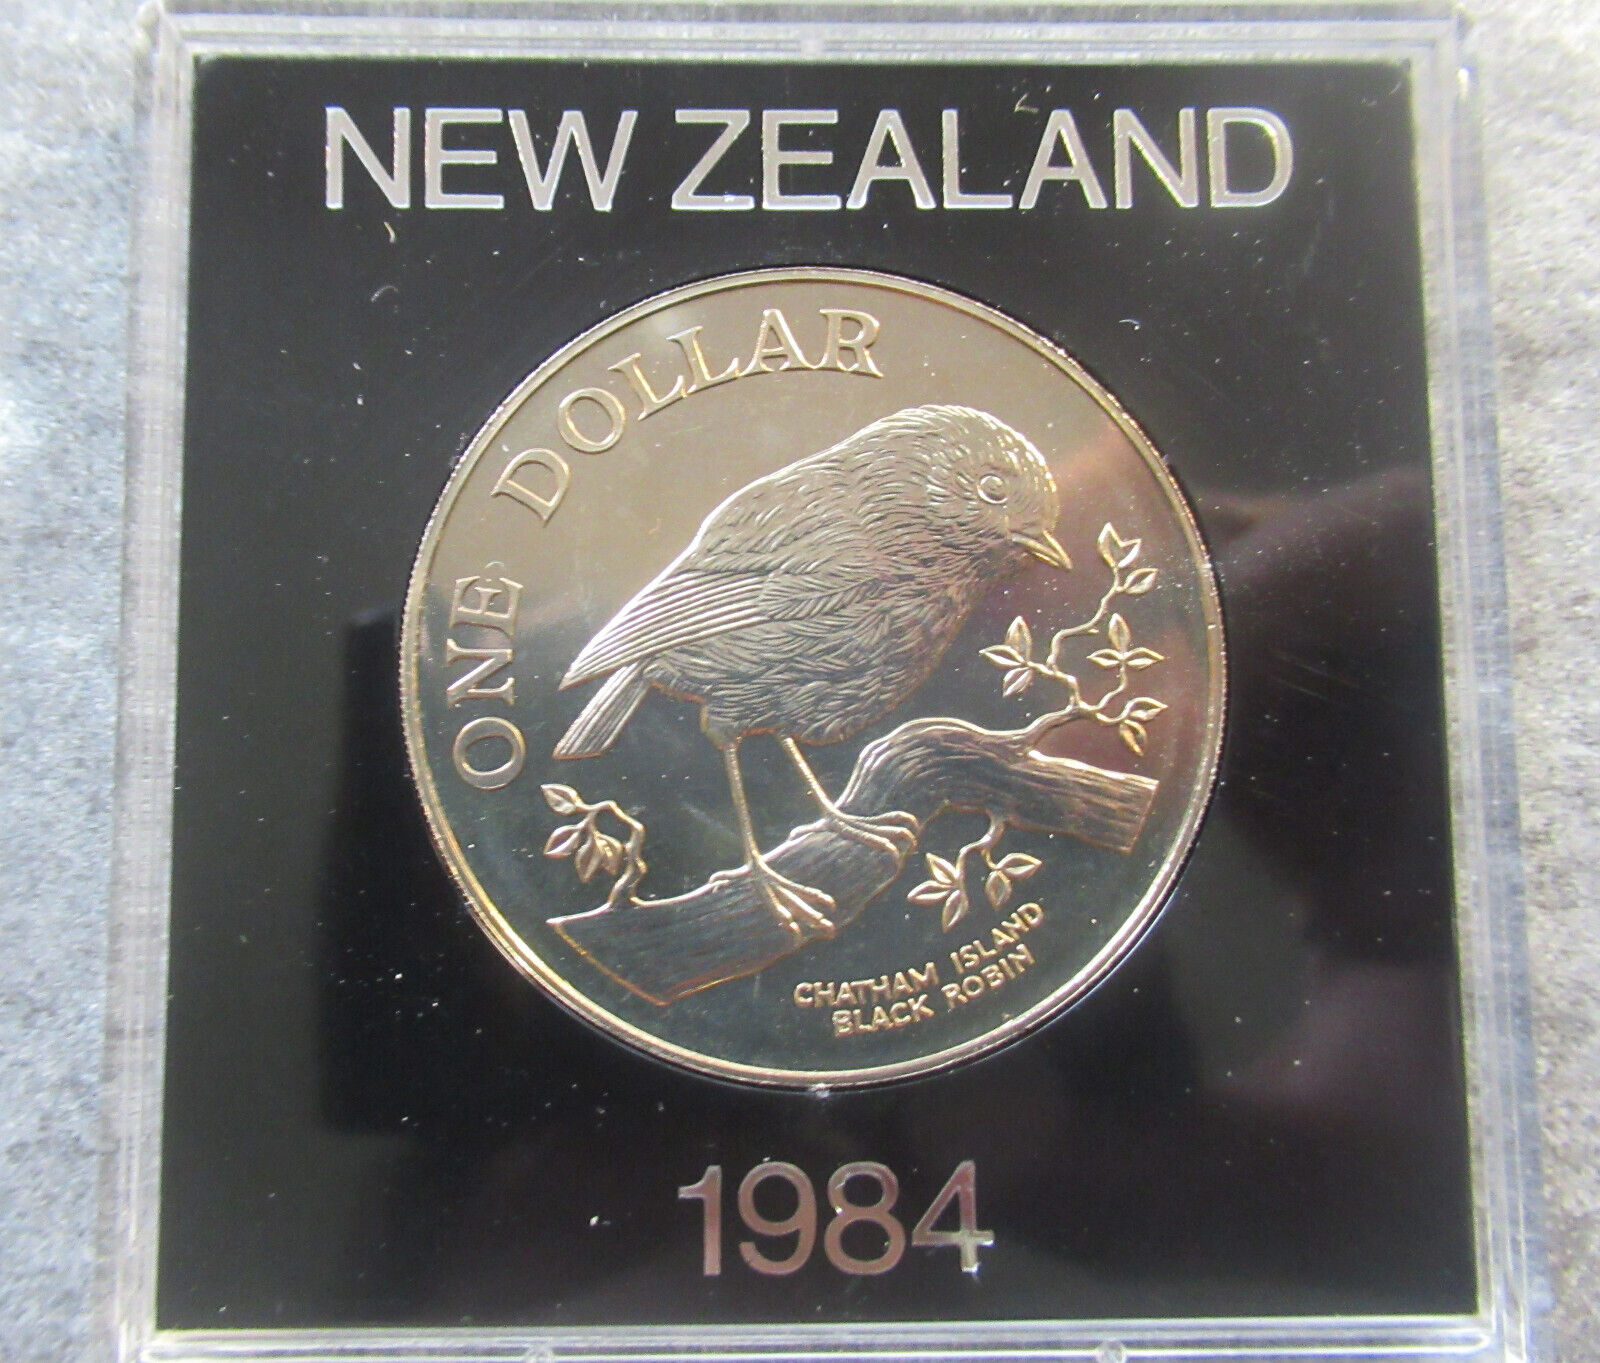 NEW ZEALAND
ONE DOLLAR
CHATHAM ISLAND
BLACK ROBIN
1984